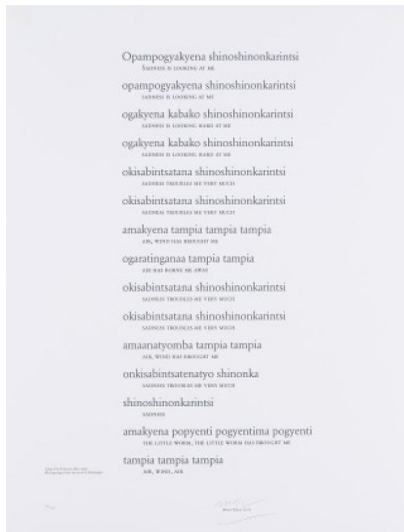 Opampogyakyena shinoshinonkarintsi
SADNESS IS LOOKING AT ME
opampogyakyena shinoshinonkarintsi
SADNESS IS LOOKING AT ME
ogakyena kabako shinoshinonkarintsi
SADNESS IS LOOKING HARD AT ME
ogakyena kabako shinoshinonkarintsi
SADNESS IS LOOKING HARD AT ME
okisabintsatana shinoshinonkarintsi
SADNESS TROUBLES ME VERY MUCH
okisabintsatana shinoshinonkarintsi
SADNESS TROUBLES ME VERY MUCH
amakyena tampia tampia tampia
AIR, WIND HAS BROUGHT ME
ogaratinganaa tampia tampia
AIR HAS BORNE ME AWAY
okisabintsatana shinoshinonkarintsi
SADNESS TROUBLES ME VERY MUCH
okisabintsatana shinoshinonkarintsi
SADNESS TROUBLES ME VERY MUCH
amaanatyomba tampia tampia
AIR, WIND HAS BROUGHT ME
onkisabintsatenatyo shinonka
SADNESS TROUBLES ME VERY MUCH
shinoshinonkarintsi
SADNESS
amakyena popyenti pogyentima pogyenti
THE LITTLE WORM, THE LITTLE WORM HAS BROUGHT ME
tampia tampia tampia
AIR, WIND, AIR